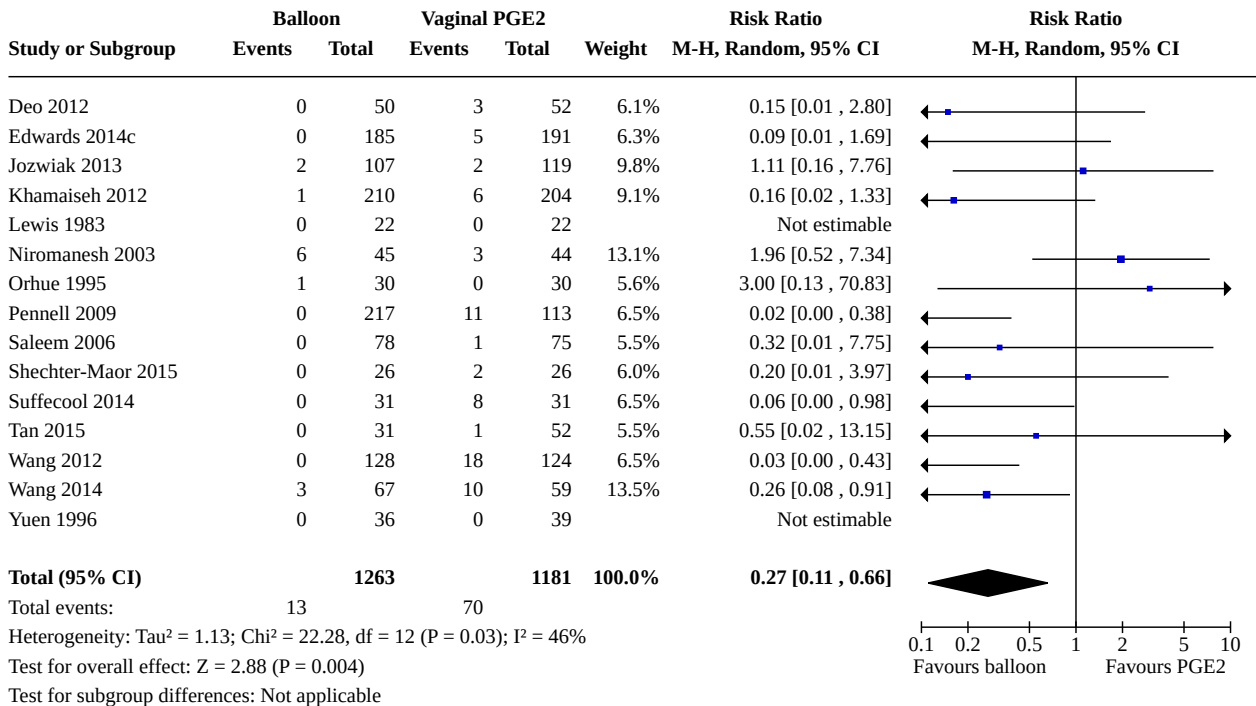 Balloon Vaginal PGE2 Risk Ratio Risk Ratio
Study or Subgroup Events Total Events Total Weight M-H, Random, 95% CI M-H, Random, 95% CI
Deo 2012 0 50 3 52 6.1% 0.15 [0.01 , 2.80]
Edwards 2014c 0 185 5 191 6.3% 0.09 [0.01 , 1.69]
Jozwiak 2013 2 107 2 119 9.8% 1.11 [0.16 , 7.76]
Khamaiseh 2012 1 210 6 204 9.1% 0.16 [0.02 , 1.33]
Lewis 1983 0 22 0 22 Not estimable
Niromanesh 2003 6 45 3 44 13.1% 1.96 [0.52 , 7.34]
Orhue 1995 1 30 0 30 5.6% 3.00 [0.13 , 70.83]
Pennell 2009 0 217 11 113 6.5% 0.02 [0.00 , 0.38]
Saleem 2006 0 78 1 75 5.5% 0.32 [0.01 , 7.75]
Shechter-Maor 2015 0 26 2 26 6.0% 0.20 [0.01 , 3.97]
Suffecool 2014 0 31 8 31 6.5% 0.06 [0.00 , 0.98]
Tan 2015 0 31 1 52 5.5% 0.55 [0.02 , 13.15]
Wang 2012 0 128 18 124 6.5% 0.03 [0.00 , 0.43]
Wang 2014 3 67 10 59 13.5% 0.26 [0.08 , 0.91]
Yuen 1996 0 36 0 39 Not estimable
Total (95% CI) 1263 1181 100.0% 0.27 [0.11 , 0.66]
Total events: 13 70
Heterogeneity: Tau² = 1.13; Chi² = 22.28, df = 12 (P = 0.03); I² = 46%
Test for overall effect: Z = 2.88 (P = 0.004)
Test for subgroup differences: Not applicable
0.1 0.2 0.5 1 2 5 10
Favours balloon Favours PGE2